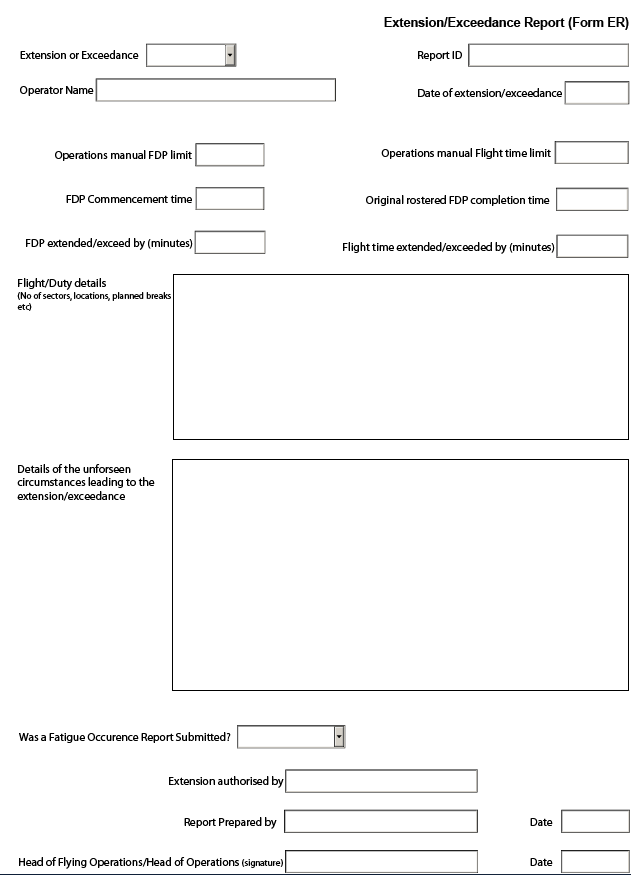 Extension/Exceedance Report (Form ER)
Extension or Exceedance
Report ID
Operator Name
Date of extension/exceedance
Operations manual FDP limit
Operations manual Flight time limit
FDP Commencement time
Original rostered FDP completion time
FDP extended/exceed by (minutes)
Flight time extended/exceeded by (minutes)
Flight/Duty details
(No of sectors, locations, planned breaks
etc)
Details of the unforseen
circumstances leading to the
extension/exceedance
Was a Fatigue Occurence Report Submitted?
Extension authorised by
Report Prepared by
Date
Head of Flying Operations/Head of Operations (signature)
Date